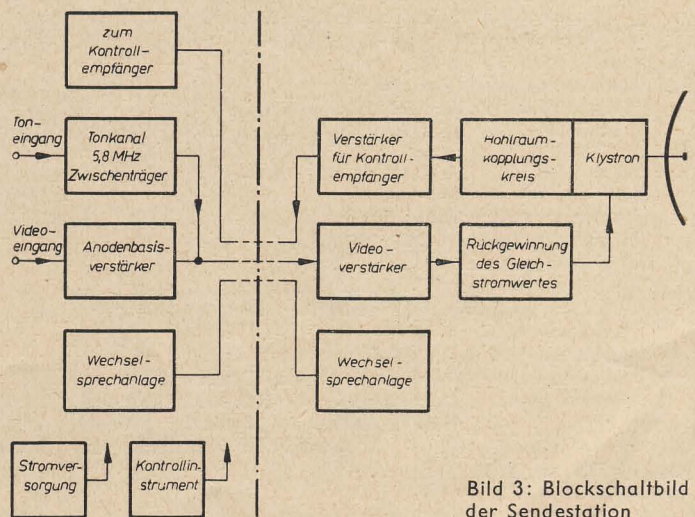 zum
Kontroll-
empfänger
Ton-
eingang
Tonkanal
5,8 MHz
Zwischenträger
Video-
eingang
Anodenbasis-
verstärker
Wechsel-
sprechanlage
Stromver-
sorgung
Kontrollin-
strument
Verstärker
für Kontroll-
empfänger
Hohlraum-
kopplungs-
kreis
Klystron
Video-
verstärker
Rückgewinnung
des Gleich-
stromwertes
Wechsel-
sprechanlage
Bild 3: Blockschaltbild
der Sendestation